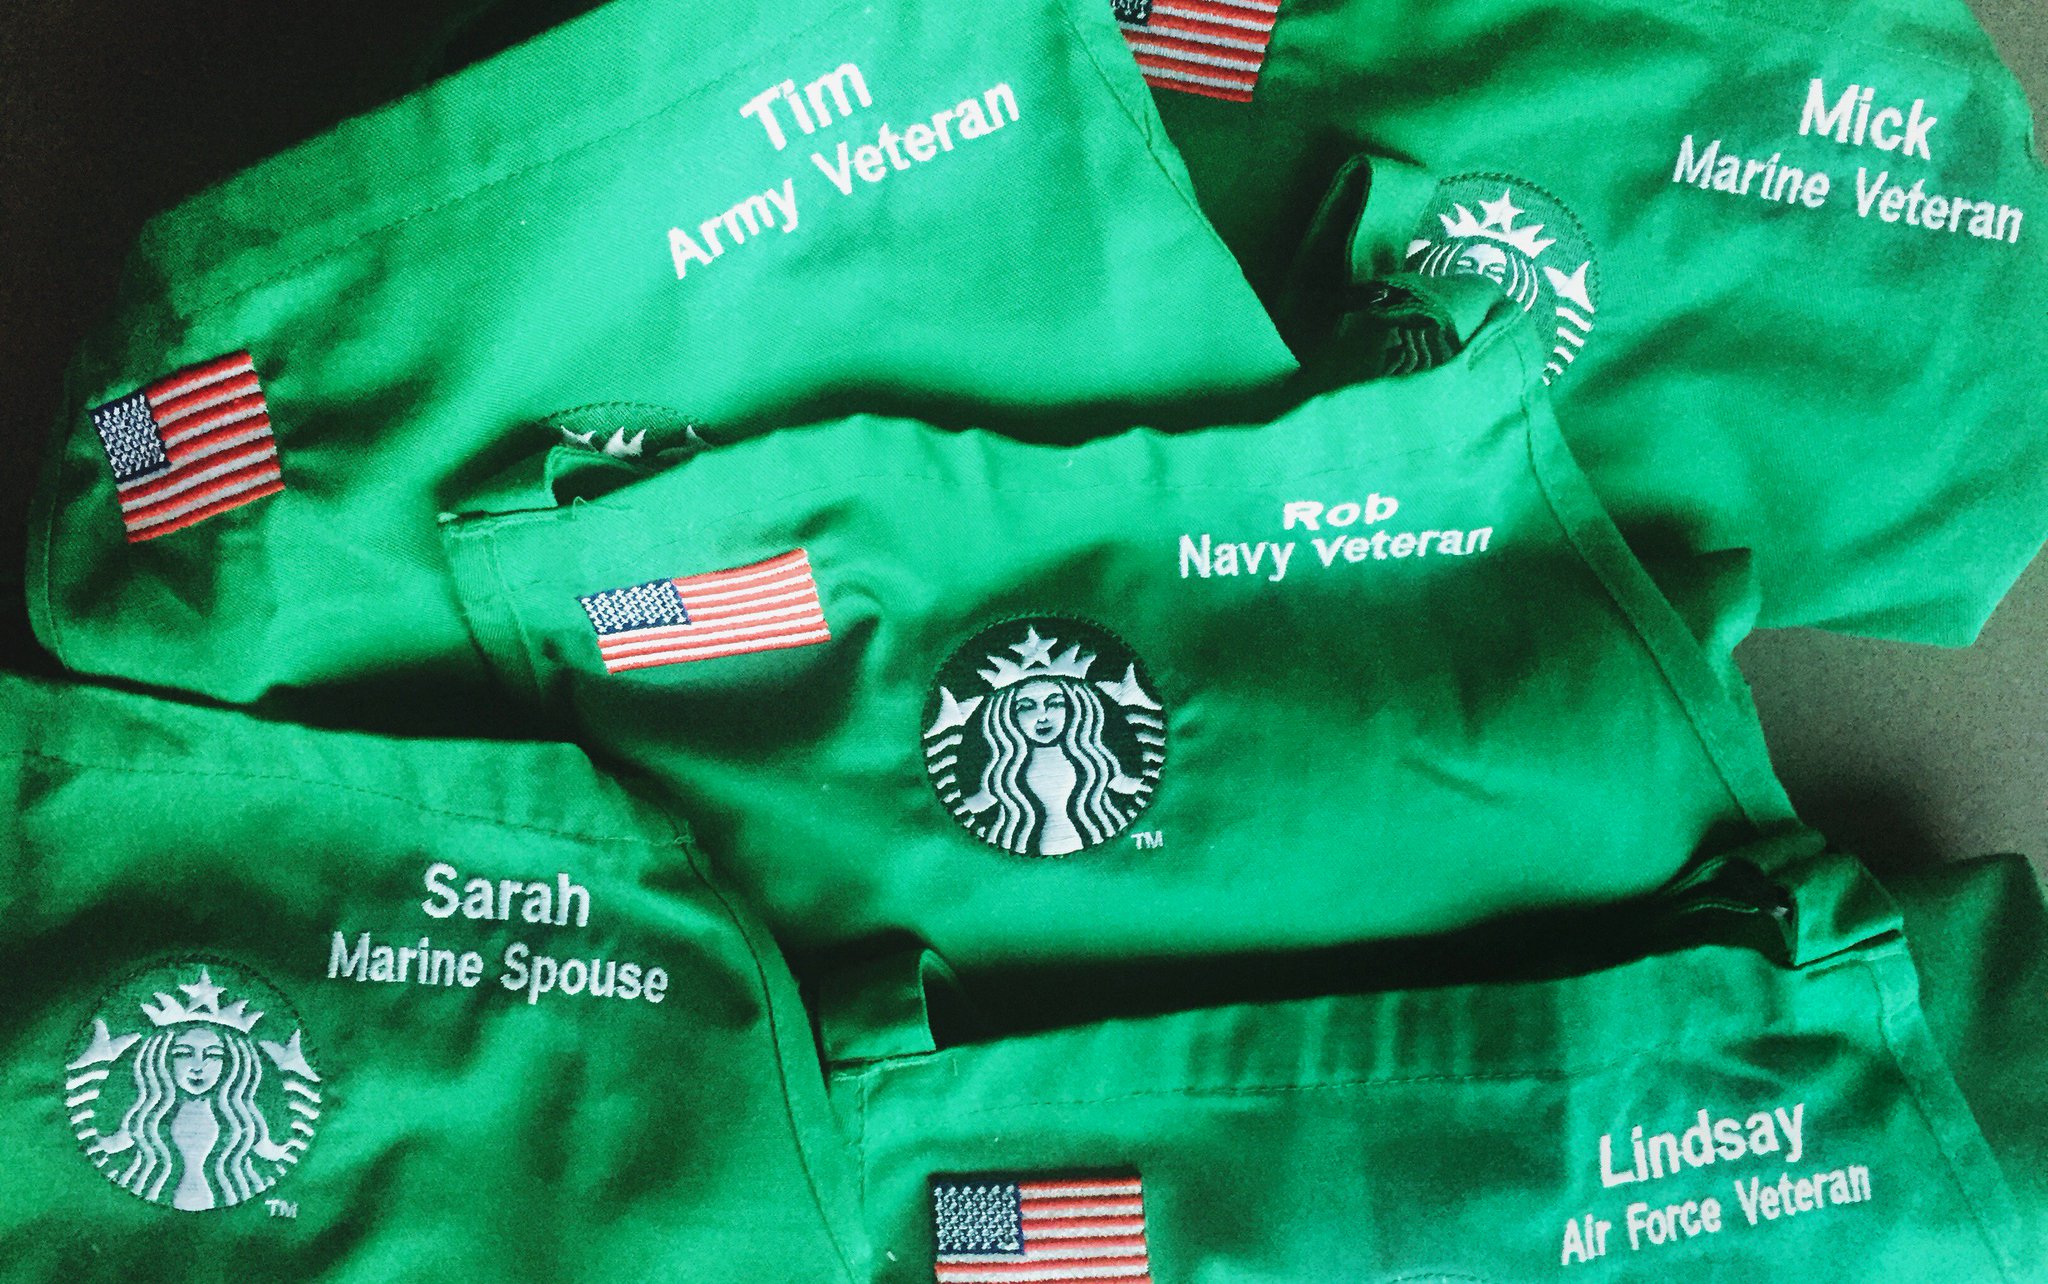 Tim
Army Veteran
Mick
Marine Veteran
Rob
Navy Veteran
TM
Sarah
Marine Spouse
TM
Lindsay
Air Force Veteran